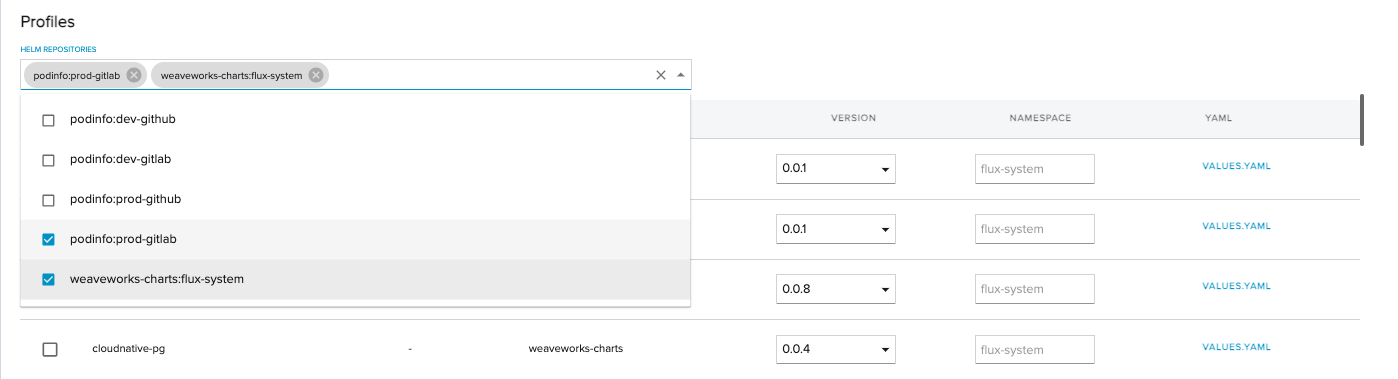 Profiles
HELM REPOSITORIES
podinfo:prod-gitlab weaveworks-charts:flux-system
VERSION NAMESPACE YAML
podinfo:dev-github
podinfo:dev-gitlab
0.0.1 flux-system VALUES.YAML
podinfo:prod-github
0.0.1 flux-system VALUES.YAML
podinfo:prod-gitlab
weaveworks-charts:flux-system
0.0.8 flux-system VALUES.YAML
cloudnative-pg - weaveworks-charts 0.0.4 flux-system VALUES.YAML